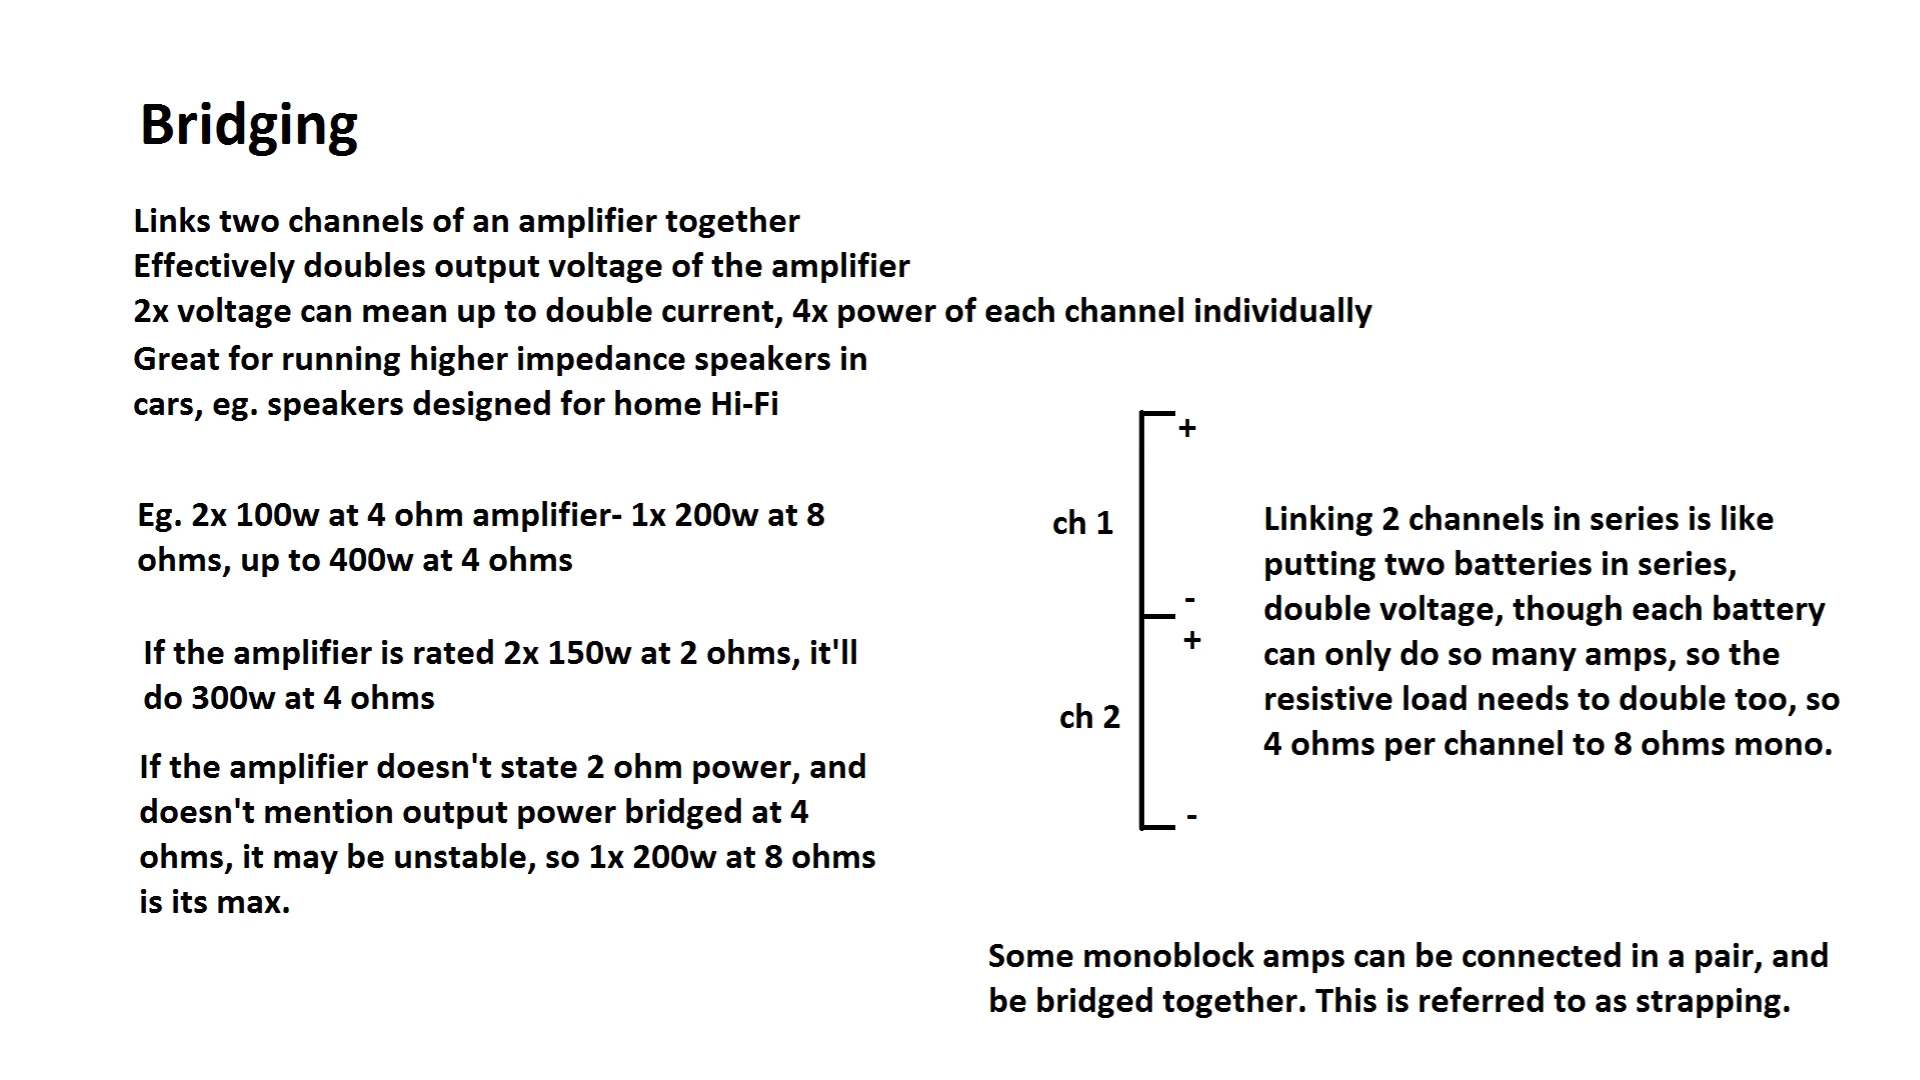 Bridging
Links two channels of an amplifier together
Effectively doubles output voltage of the amplifier
2x voltage can mean up to double current, 4x power of each channel individually
Great for running higher impedance speakers in
cars, eg. speakers designed for home Hi-Fi
Eg. 2x 100w at 4 ohm amplifier- 1x 200w at 8
ohms, up to 400w at 4 ohms
If the amplifier is rated 2x 150w at 2 ohms, it'll
do 300w at 4 ohms
If the amplifier doesn't state 2 ohm power, and
doesn't mention output power bridged at 4
ohms, it may be unstable, so 1x 200w at 8 ohms
is its max.
+
ch 1
-
+
ch 2
-
Linking 2 channels in series is like
putting two batteries in series,
double voltage, though each battery
can only do so many amps, so the
resistive load needs to double too, so
4 ohms per channel to 8 ohms mono.
Some monoblock amps can be connected in a pair, and
be bridged together. This is referred to as strapping.